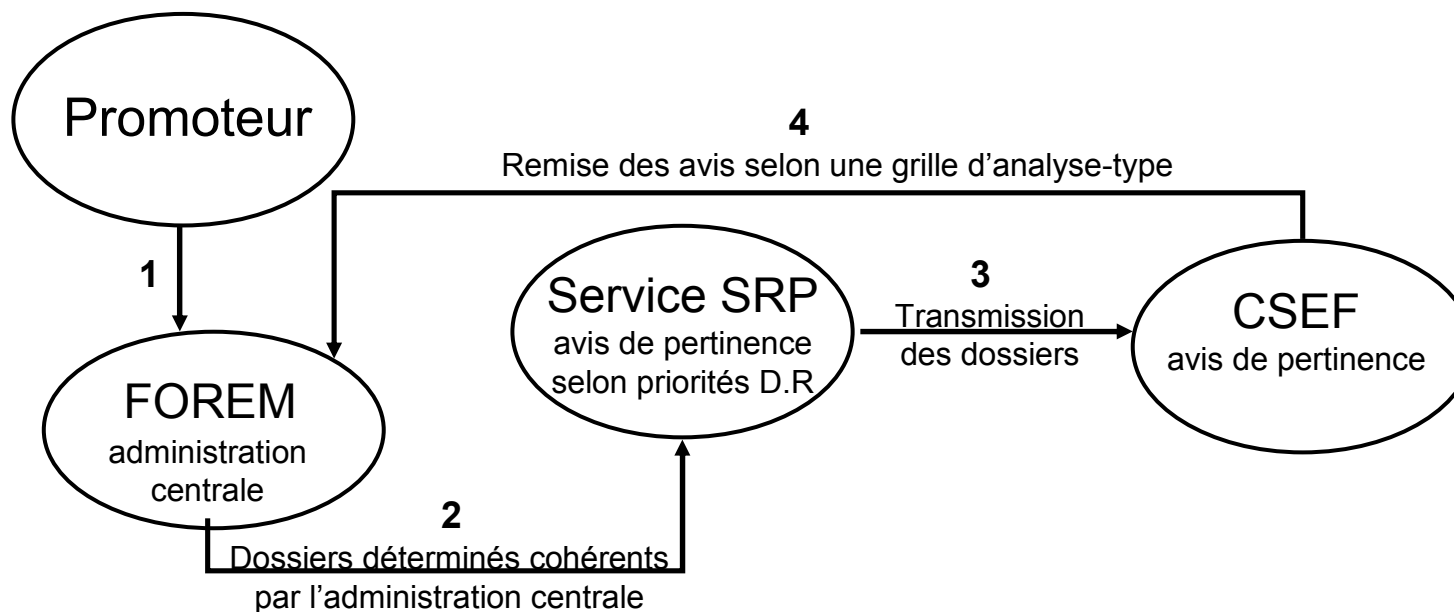 Promoteur
4
Remise des avis selon une grille d’analyse-type
1
Service SRP
avis de pertinence
selon priorités D.R
3
Transmission
des dossiers
CSEF
avis de pertinence
FOREM
administration
centrale
2
Dossiers déterminés cohérents
par l’administration centrale